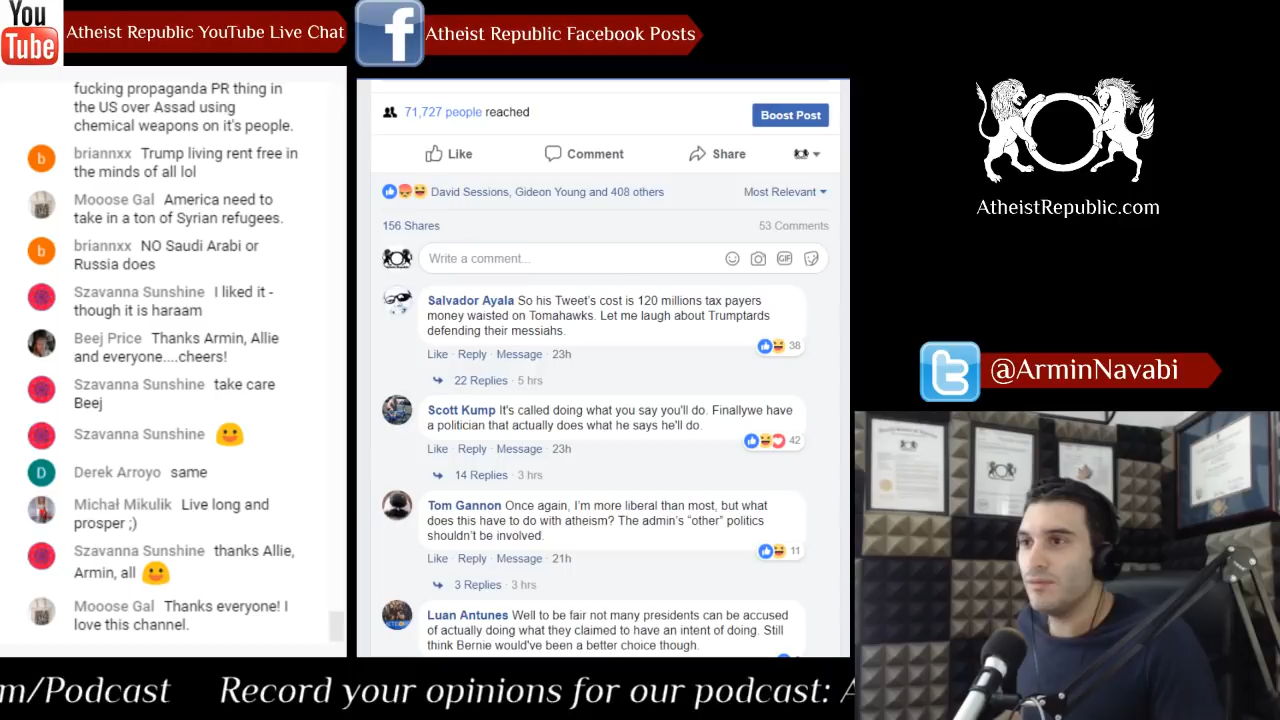 You
Tube
Atheist Republic YouTube Live Chat
f
Atheist Republic Facebook Posts
fucking propaganda PR thing in
the US over Assad using
chemical weapons on it's people.
b
briannxx Trump living rent free in
the minds of all lol
Mooose Gal America need to
take in a ton of Syrian refugees.
b
briannxx NO Saudi Arabi or
Russia does
Szavanna Sunshine I liked it -
though it is haraam
Beej Price Thanks Armin, Allie
and everyone....cheers!
Szavanna Sunshine take care
Beej
Szavanna Sunshine
D
Derek Arroyo same
Michał Mikulik Live long and
prosper ;)
Szavanna Sunshine thanks Allie,
Armin, all
Mooose Gal Thanks everyone! I
love this channel.
71,727 people reached
Boost Post
Like
Comment
Share
David Sessions, Gideon Young and 408 others
Most Relevant
156 Shares
53 Comments
Write a comment...
GIF
Salvador Ayala So his Tweet's cost is 120 millions tax payers
money waisted on Tomahawks. Let me laugh about Trumptards
defending their messiahs.
38
Like · Reply · Message · 23h
22 Replies · 5 hrs
Scott Kump It's called doing what you say you'll do. Finallywe have
a politician that actually does what he says he'll do.
42
Like · Reply · Message · 23h
14 Replies · 3 hrs
Tom Gannon Once again, I'm more liberal than most, but what
does this have to do with atheism? The admin's "other" politics
shouldn't be involved.
11
Like · Reply · Message · 21h
3 Replies · 3 hrs
Luan Antunes Well to be fair not many presidents can be accused
of actually doing what they claimed to have an intent of doing. Still
think Bernie would've been a better choice though.
AtheistRepublic.com
@ArminNavabi
m/Podcast Record your opinions for our podcast: A